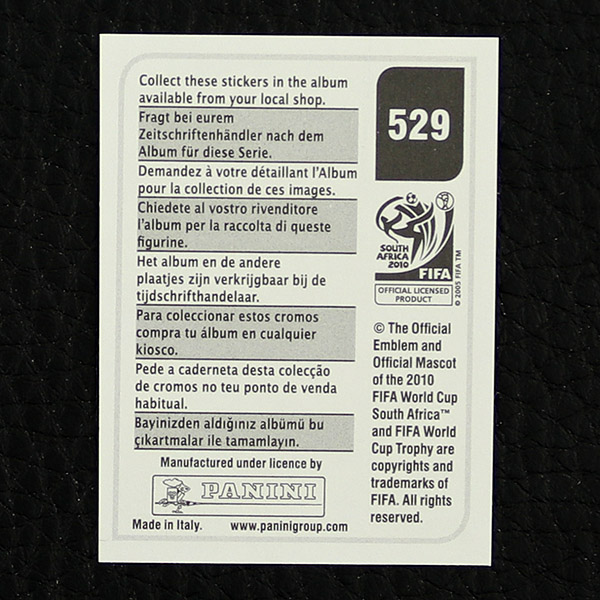 Collect these stickers in the album
available from your local shop.
Fragt bei eurem
Zeitschriftenhändler nach dem
Album für diese Serie.
Demandez à votre détaillant l'Album
pour la collection de ces images.
Chiedete al vostro rivenditore
l'album per la raccolta di queste
figurine.
Het album en de andere
plaatjes zijn verkrijgbaar bij de
tijdschrifthandelaar.
Para coleccionar estos cromos
compra tu álbum en cualquier
kiosco.
Pede a caderneta desta colecção
de cromos no teu ponto de venda
habitual.
Bayinizden aldığınız albümü bu
çıkartmalar ile tamamlayın.
Manufactured under licence by
PANINI
Made in Italy. www.paninigroup.com
529
SOUTH
AFRICA
2010
FIFA
OFFICIAL LICENSED
PRODUCT
© 2005 FIFA TM
© The Official
Emblem and
Official Mascot
of the 2010
FIFA World Cup
South Africa™
and FIFA World
Cup Trophy are
copyrights and
trademarks of
FIFA. All rights
reserved.